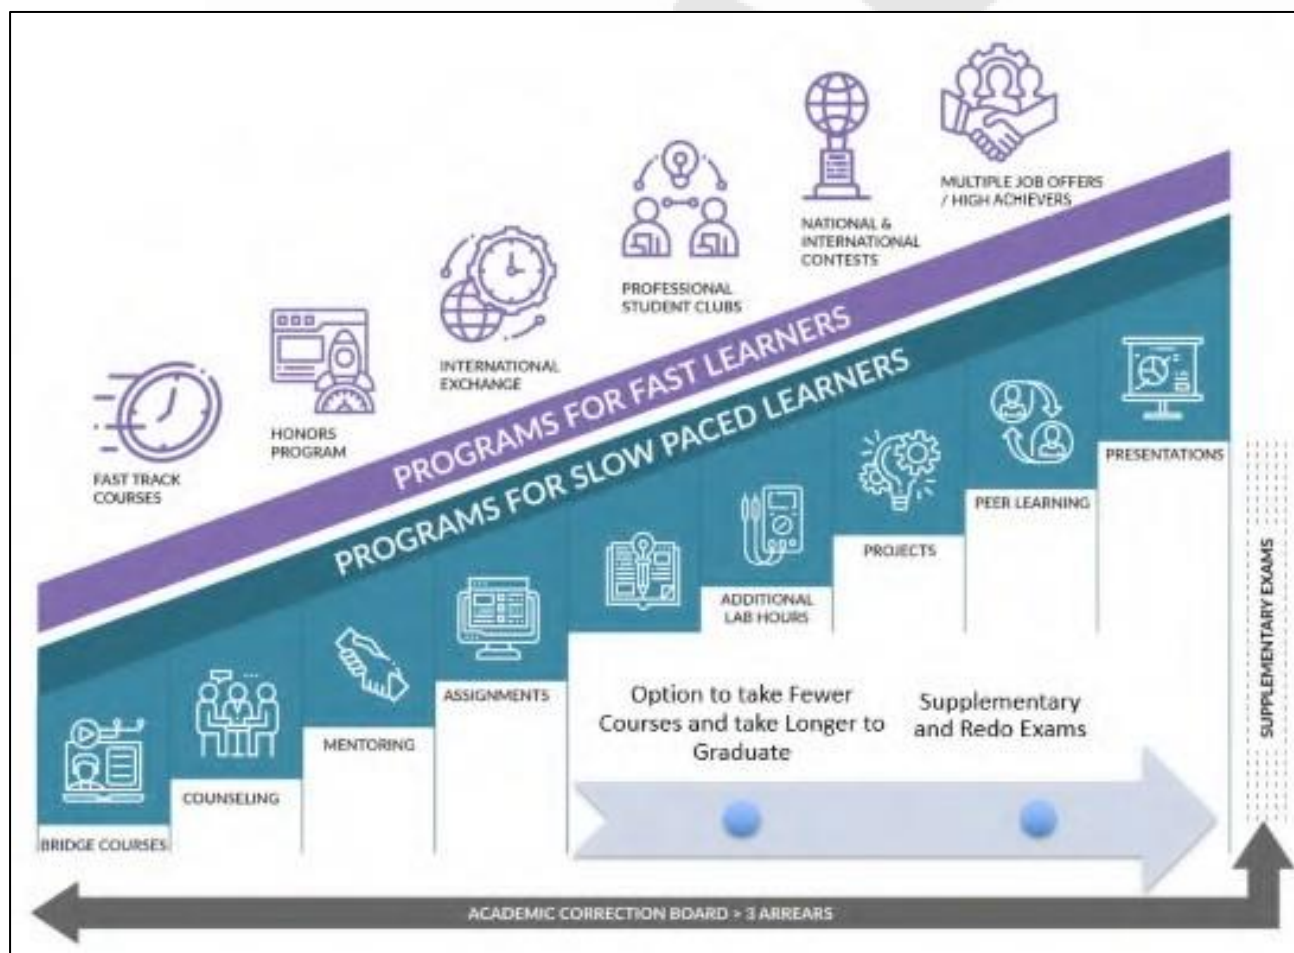 MULTIPLE JOB OFFERS
/ HIGH ACHIEVERS
NATIONAL &
INTERNATIONAL
CONTESTS
PROFESSIONAL
STUDENT CLUBS
INTERNATIONAL
EXCHANGE
HONORS
PROGRAM
FAST TRACK
COURSES
PROGRAMS FOR FAST LEARNERS
PROGRAMS FOR SLOW PACED LEARNERS
PRESENTATIONS
PEER LEARNING
PROJECTS
ADDITIONAL
LAB HOURS
ASSIGNMENTS
MENTORING
COUNSELING
BRIDGE COURSES
Option to take Fewer
Courses and take Longer to
Graduate
Supplementary
and Redo Exams
SUPPLEMENTARY EXAMS
ACADEMIC CORRECTION BOARD > 3 ARREARS